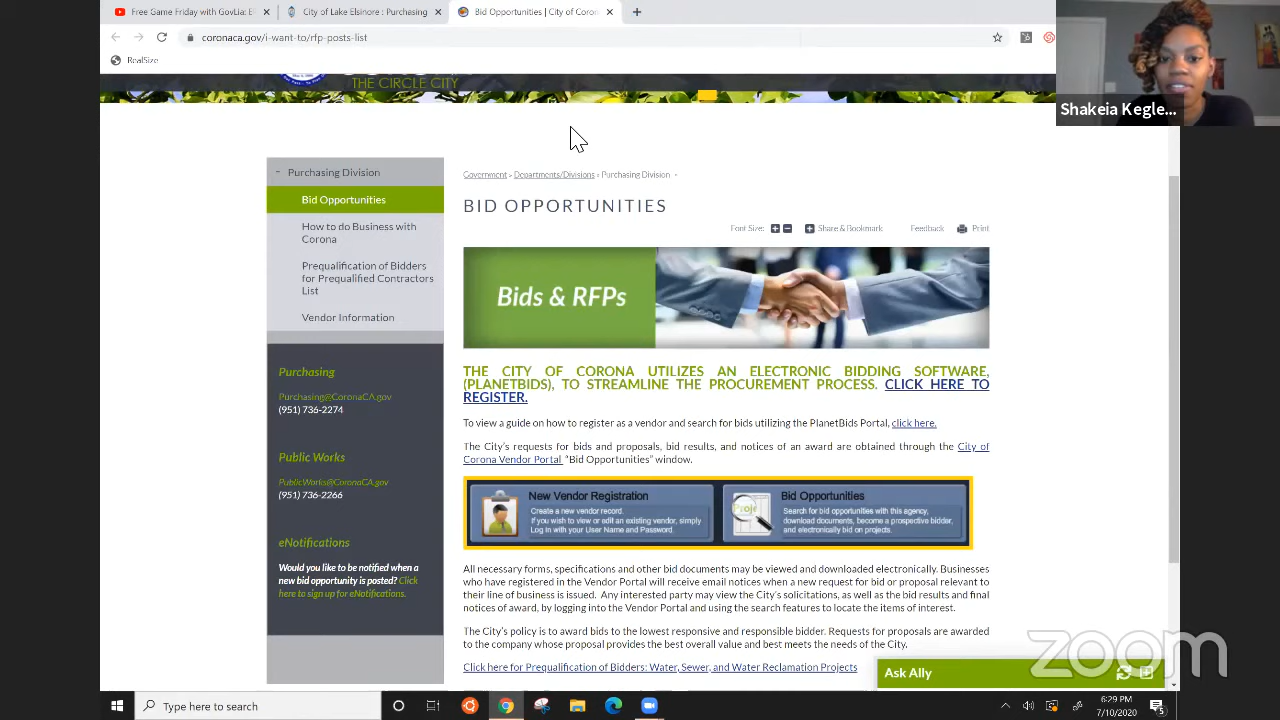 Free Game Friday with GovLia: E
City of Lake Elsinore : Purchasing
Bid Opportunities | City of Coro
coronaca.gov/i-want-to/rfp-posts-list
RealSize
THE CIRCLE CITY
Shakeia Kegle...
Purchasing Division
Bid Opportunities
How to do Business with
Corona
Prequalification of Bidders
for Prequalified Contractors
List
Vendor Information
Purchasing
Purchasing@CoronaCA.gov
(951) 736-2274
Public Works
PublicWorks@CoronaCA.gov
(951) 736-2266
eNotifications
Would you like to be notified when a
new bid opportunity is posted? Click
here to sign up for eNotifications.
Government » Departments/Divisions » Purchasing Division
BID OPPORTUNITIES
Font Size: Share & Bookmark Feedback Print
Bids & RFPs
THE CITY OF CORONA UTILIZES AN ELECTRONIC BIDDING SOFTWARE,
(PLANETBIDS), TO STREAMLINE THE PROCUREMENT PROCESS. CLICK HERE TO
REGISTER.
To view a guide on how to register as a vendor and search for bids utilizing the PlanetBids Portal, click here.
The City's requests for bids and proposals, bid results, and notices of an award are obtained through the City of
Corona Vendor Portal "Bid Opportunities" window.
New Vendor Registration
Create a new vendor record.
If you wish to view or edit an existing vendor, simply
Log In with your User Name and Password.
Proje
Bid Opportunities
Search for bid opportunities with this agency,
download documents, become a prospective bidder,
and electronically bid on projects.
All necessary forms, specifications and other bid documents may be viewed and downloaded electronically. Businesses
who have registered in the Vendor Portal will receive email notices when a new request for bid or proposal relevant to
their line of business is issued. Any interested party may view the City's solicitations, as well as the bid results and final
notices of award, by logging into the Vendor Portal and using the search features to locate the items of interest.
The City's policy is to award bids to the lowest responsive and responsible bidder. Requests for proposals are awarded
to the company whose proposal provides the best overall value and best meets the needs of the City.
Click here for Prequalification of Bidders: Water, Sewer, and Water Reclamation Projects
Ask Ally
zoom
Type here to search
6:29 PM
7/10/2020
5